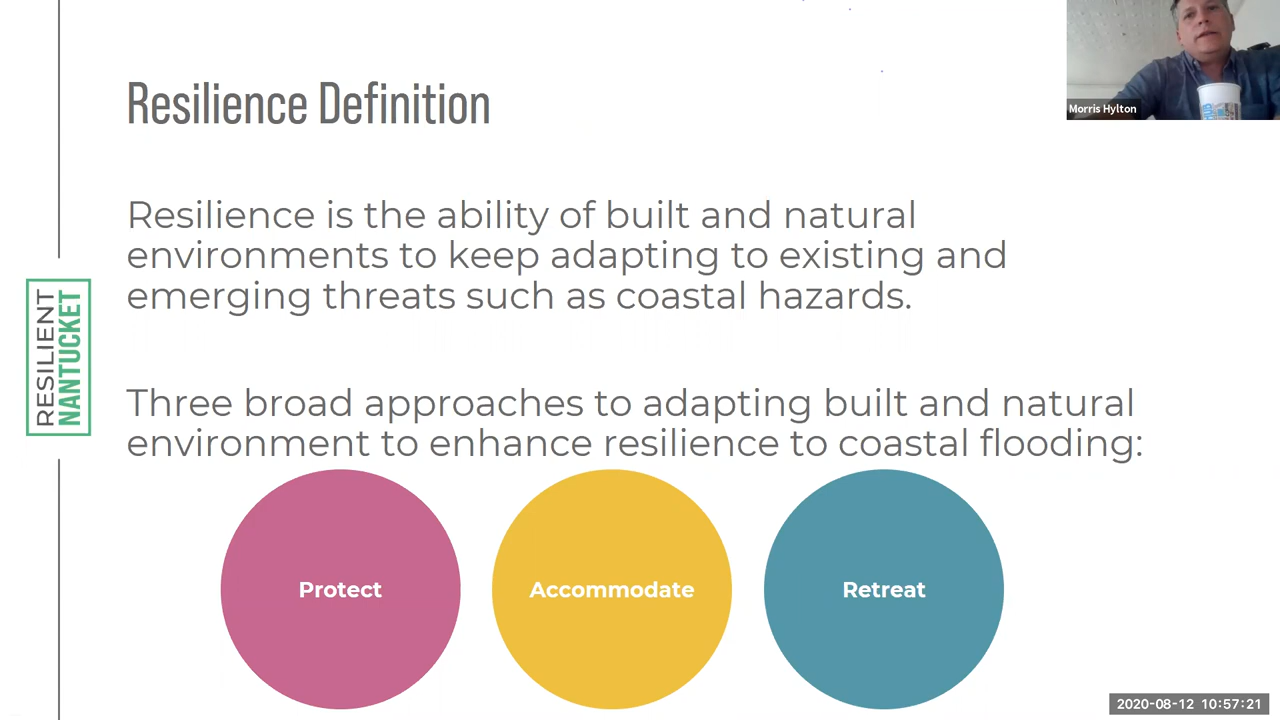 Resilience Definition
Morris Hylton
Resilience is the ability of built and natural
environments to keep adapting to existing and
emerging threats such as coastal hazards.
RESILIENT
NANTUCKET
Three broad approaches to adapting built and natural
environment to enhance resilience to coastal flooding:
Protect
Accommodate
Retreat
2020-08-12 10:57:21